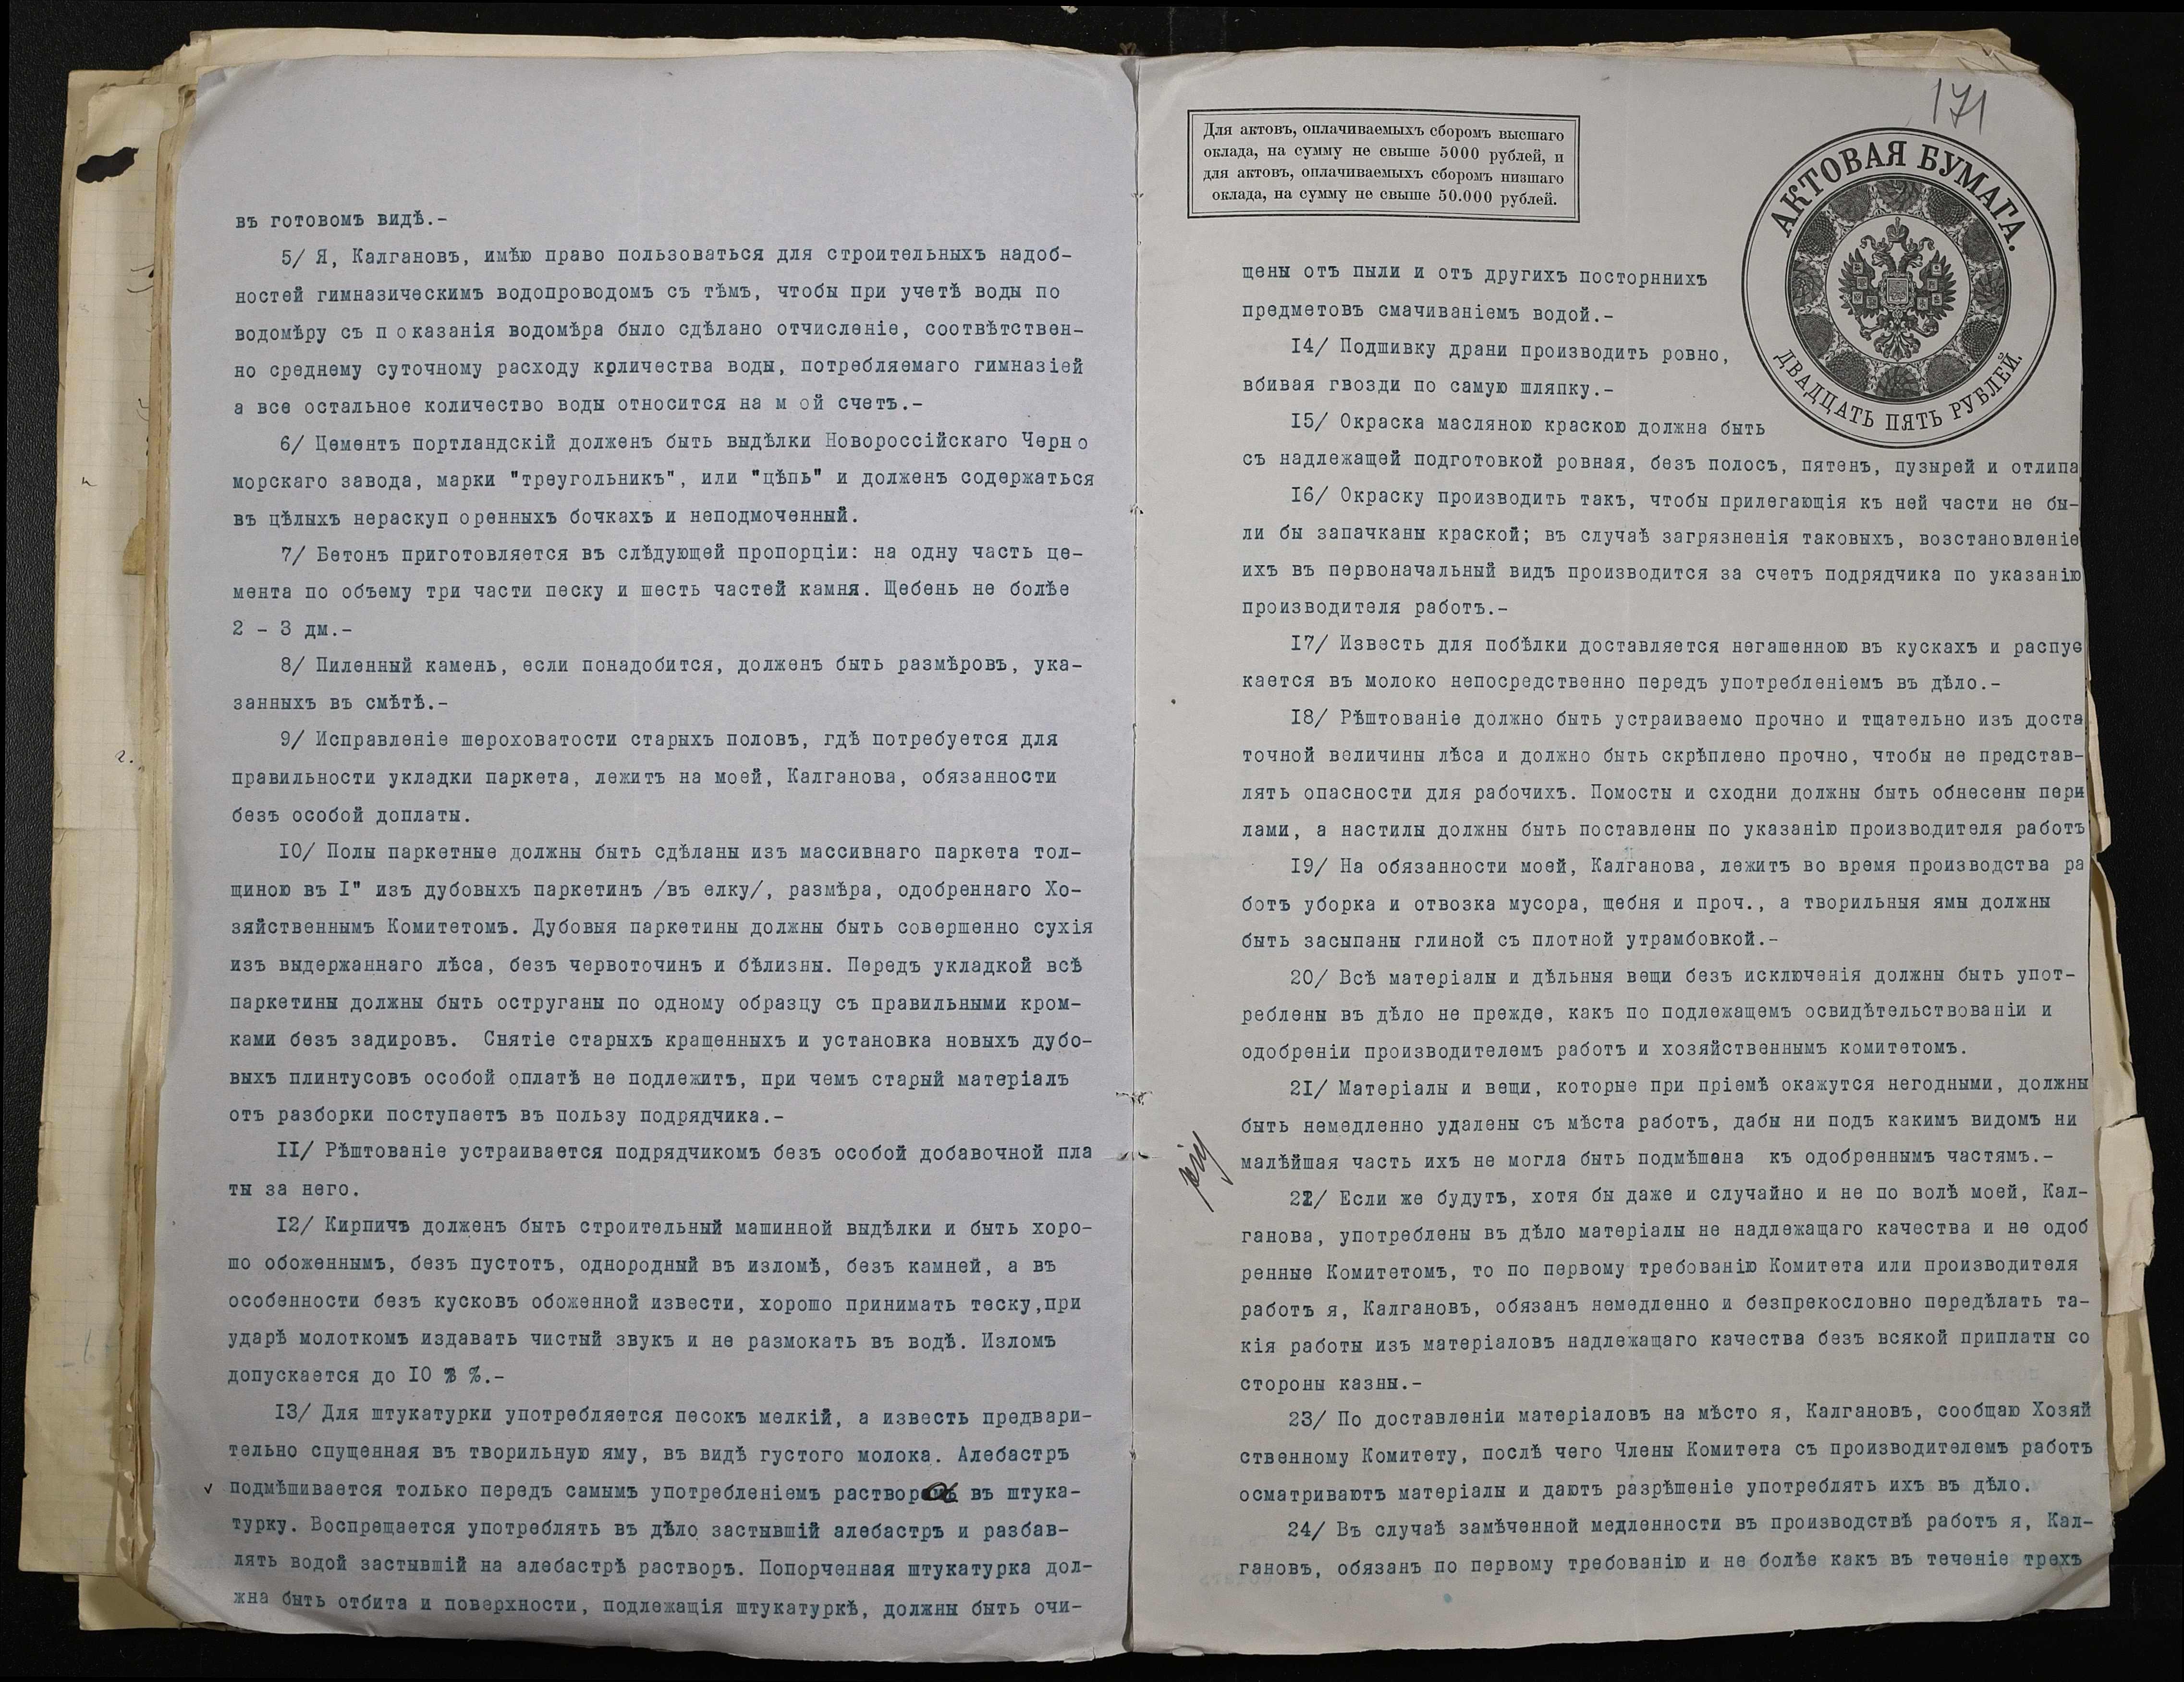 въ готовомъ видѣ.-
5/ Я, Калгановъ, имѣю право пользоваться для строительныхъ надоб-
ностей гимназическимъ водопроводомъ съ тѣмъ, чтобы при учетѣ воды по
водомѣру съ показанія водомѣра было сдѣлано отчисленіе, соотвѣтствен-
но среднему суточному расходу количества воды, потребляемаго гимназіей
а все остальное количество воды относится на мой счетъ.-
6/ Цементъ портландскій долженъ быть выдѣлки Новороссійскаго Черно
морскаго завода, марки "треугольникъ", или "цѣпь" и долженъ содержаться
въ цѣлыхъ нераскупоренныхъ бочкахъ и неподмоченный.
7/ Бетонъ приготовляется въ слѣдующей пропорціи: на одну часть це-
мента по объему три части песку и шесть частей камня. Щебень не болѣе
2 - 3 дм.-
8/ Пиленный камень, если понадобится, долженъ быть размѣровъ, ука-
занныхъ въ смѣтѣ.-
9/ Исправленіе шероховатости старыхъ половъ, гдѣ потребуется для
правильности укладки паркета, лежитъ на моей, Калганова, обязанности
безъ особой доплаты.
I0/ Полы паркетные должны быть сдѣланы изъ массивнаго паркета тол-
щиною въ I" изъ дубовыхъ паркетинъ /въ елку/, размѣра, одобреннаго Хо-
зяйственнымъ Комитетомъ. Дубовыя паркетины должны быть совершенно сухія
изъ выдержаннаго лѣса, безъ червоточинъ и бѣлизны. Передъ укладкой всѣ
паркетины должны быть оструганы по одному образцу съ правильными кром-
ками безъ задировъ. Снятіе старыхъ крашенныхъ и установка новыхъ дубо-
выхъ плинтусовъ особой оплатѣ не подлежитъ, при чемъ старый матеріалъ
отъ разборки поступаетъ въ пользу подрядчика.-
II/ Рѣштованіе устраивается подрядчикомъ безъ особой добавочной пла
ты за него.
I2/ Кирпичъ долженъ быть строительный машинной выдѣлки и быть хоро-
шо обоженнымъ, безъ пустотъ, однородный въ изломѣ, безъ камней, а въ
особенности безъ кусковъ обоженной извести, хорошо принимать теску,при
ударѣ молоткомъ издавать чистый звукъ и не размокать въ водѣ. Изломъ
допускается до I0 % %.-
I3/ Для штукатурки употребляется песокъ мелкій, а известь предвари-
тельно спущенная въ творильную яму, въ видѣ густого молока. Алебастръ
подмѣшивается только передъ самымъ употребленіемъ раствора въ штука-
турку. Воспрещается употреблять въ дѣло застывшій алебастръ и разбав-
лять водой застывшій на алебастрѣ растворъ. Попорченная штукатурка дол-
жна быть отбита и поверхности, подлежащія штукатуркѣ, должны быть очи-
171
Для актовъ, оплачиваемыхъ сборомъ высшаго
оклада, на сумму не свыше 5000 рублей, и
для актовъ, оплачиваемыхъ сборомъ низшаго
оклада, на сумму не свыше 50.000 рублей.
АКТОВАЯ БУМАГА.
ДВАДЦАТЬ ПЯТЬ РУБЛЕЙ.
щены отъ пыли и отъ другихъ посторннихъ
предметовъ смачиваніемъ водой.-
I4/ Подшивку драни производить ровно,
вбивая гвозди по самую шляпку.-
I5/ Окраска масляною краскою должна быть
съ надлежащей подготовкой ровная, безъ полосъ, пятенъ, пузырей и отлипа
I6/ Окраску производить такъ, чтобы прилегающія къ ней части не бы-
ли бы запачканы краской; въ случаѣ загрязненія таковыхъ, возстановленіе
ихъ въ первоначальный видъ производится за счетъ подрядчика по указанію
производителя работъ.-
I7/ Известь для побѣлки доставляется негашенною въ кускахъ и распус
кается въ молоко непосредственно передъ употребленіемъ въ дѣло.-
I8/ Рѣштованіе должно быть устраиваемо прочно и тщательно изъ доста
точной величины лѣса и должно быть скрѣплено прочно, чтобы не представ-
лять опасности для рабочихъ. Помосты и сходни должны быть обнесены пери
лами, а настилы должны быть поставлены по указанію производителя работъ
I9/ На обязанности моей, Калганова, лежитъ во время производства ра
ботъ уборка и отвозка мусора, щебня и проч., а творильныя ямы должны
быть засыпаны глиной съ плотной утрамбовкой.-
20/ Всѣ матеріалы и дѣльныя вещи безъ исключенія должны быть упот-
реблены въ дѣло не прежде, какъ по подлежащемъ освидѣтельствованіи и
одобреніи производителемъ работъ и хозяйственнымъ комитетомъ.
2I/ Матеріалы и вещи, которые при пріемѣ окажутся негодными, должны
быть немедленно удалены съ мѣста работъ, дабы ни подъ какимъ видомъ ни
малѣйшая часть ихъ не могла быть подмѣшена къ одобреннымъ частямъ.-
22/ Если же будутъ, хотя бы даже и случайно и не по волѣ моей, Кал-
ганова, употреблены въ дѣло матеріалы не надлежащаго качества и не одоб
ренные Комитетомъ, то по первому требованію Комитета или производителя
работъ я, Калгановъ, обязанъ немедленно и безпрекословно передѣлать та-
кія работы изъ матеріаловъ надлежащаго качества безъ всякой приплаты со
стороны казны.-
23/ По доставленіи матеріаловъ на мѣсто я, Калгановъ, сообщаю Хозяй
ственному Комитету, послѣ чего Члены Комитета съ производителемъ работъ
осматриваютъ матеріалы и даютъ разрѣшеніе употреблять ихъ въ дѣло.
24/ Въ случаѣ замѣченной медленности въ производствѣ работъ я, Кал-
гановъ, обязанъ по первому требованію и не болѣе какъ въ теченіе трехъ